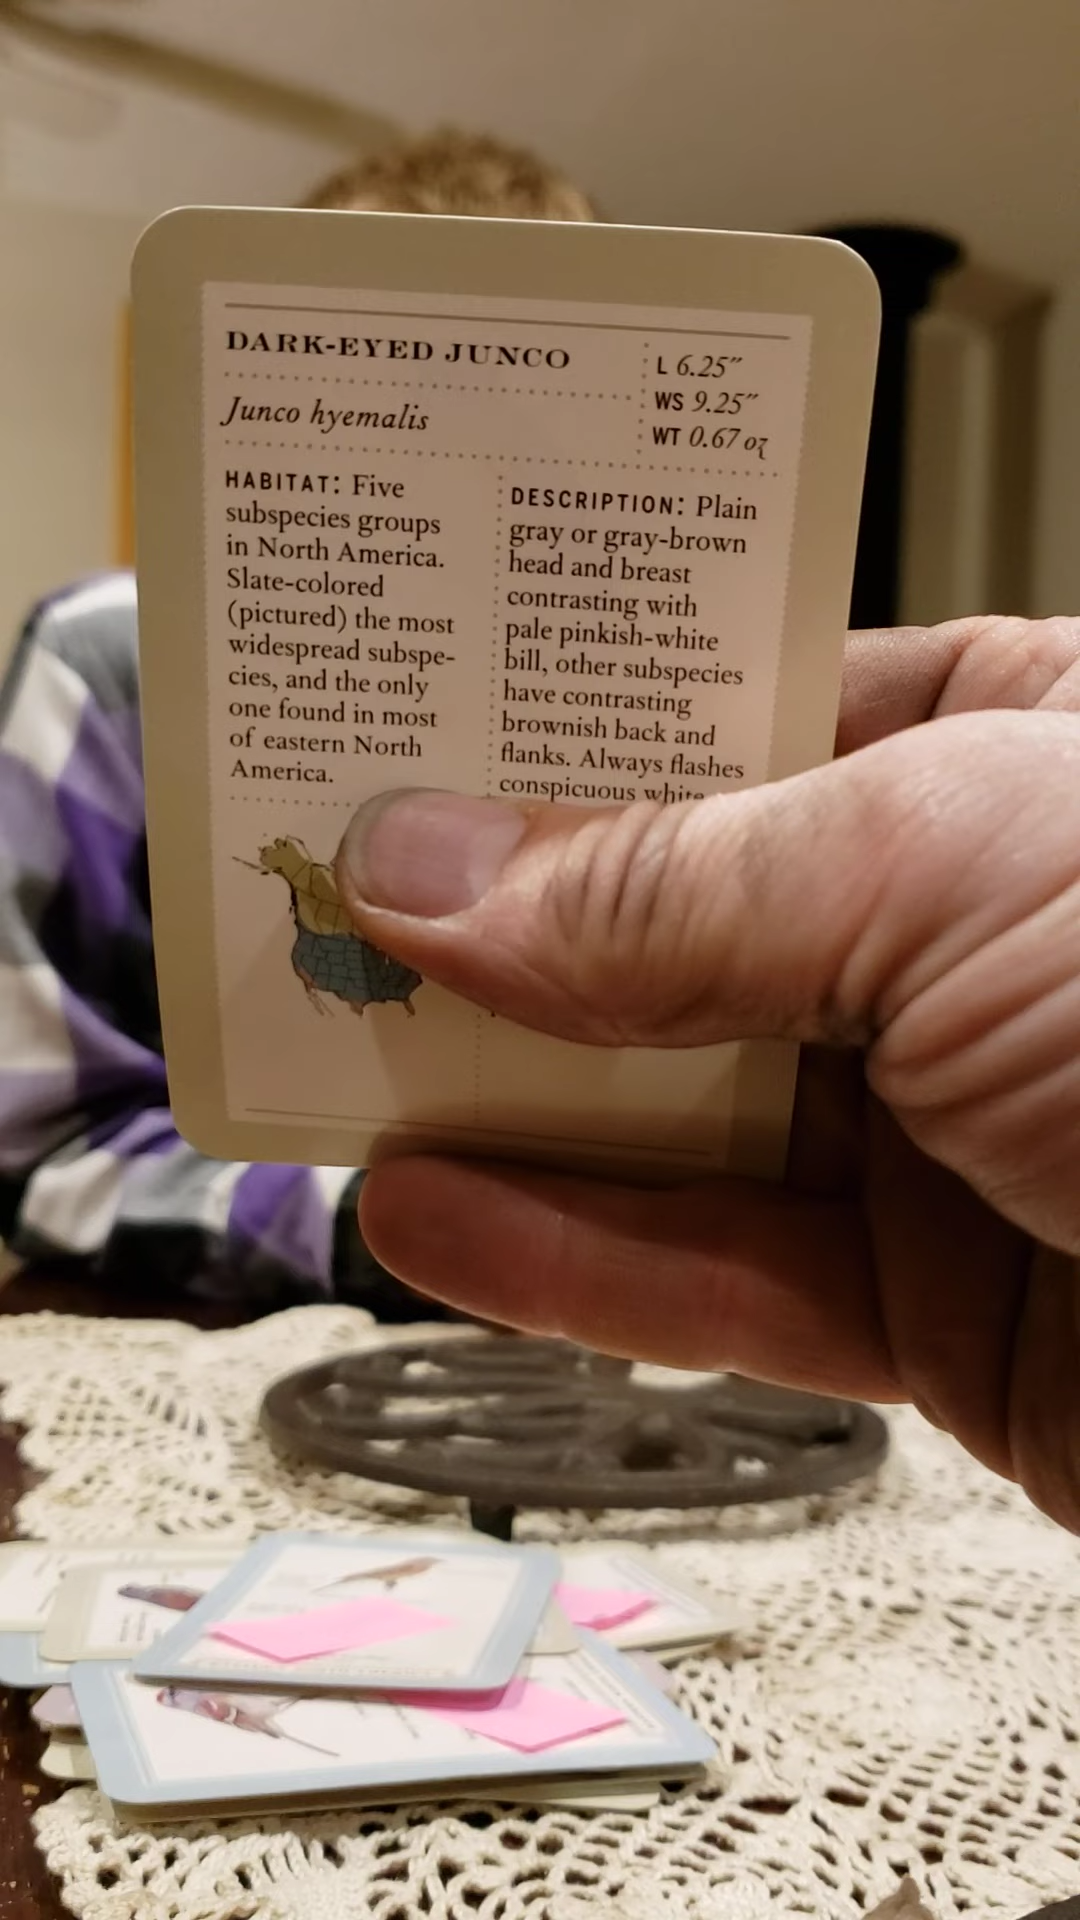 DARK-EYED JUNCO
L 6.25″
WS 9.25″
WT 0.67 oz
Junco hyemalis
HABITAT: Five
subspecies groups
in North America.
Slate-colored
(pictured) the most
widespread subspe-
cies, and the only
one found in most
of eastern North
America.
DESCRIPTION: Plain
gray or gray-brown
head and breast
contrasting with
pale pinkish-white
bill, other subspecies
have contrasting
brownish back and
flanks. Always flashes
conspicuous white